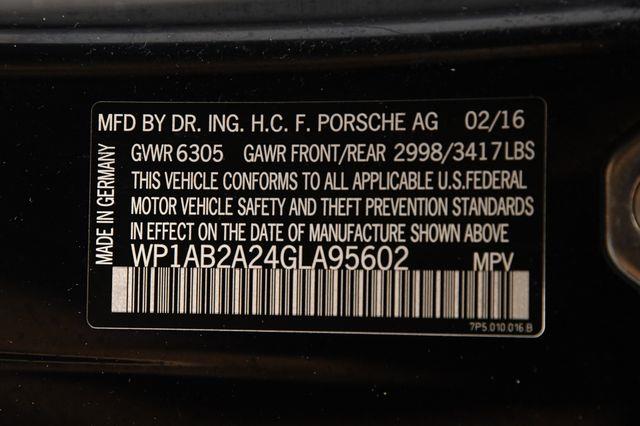 MFD BY DR. ING. H.C. F. PORSCHE AG 02/16
GVWR 6305 GAWR FRONT/REAR 2998/3417LBS
THIS VEHICLE CONFORMS TO ALL APPLICABLE U.S.FEDERAL
MOTOR VEHICLE SAFETY AND THEFT PREVENTION STANDARDS
IN EFFECT ON THE DATE OF MANUFACTURE SHOWN ABOVE
WP1AB2A24GLA95602 MPV
MADE IN GERMANY
7P5.010.016 B